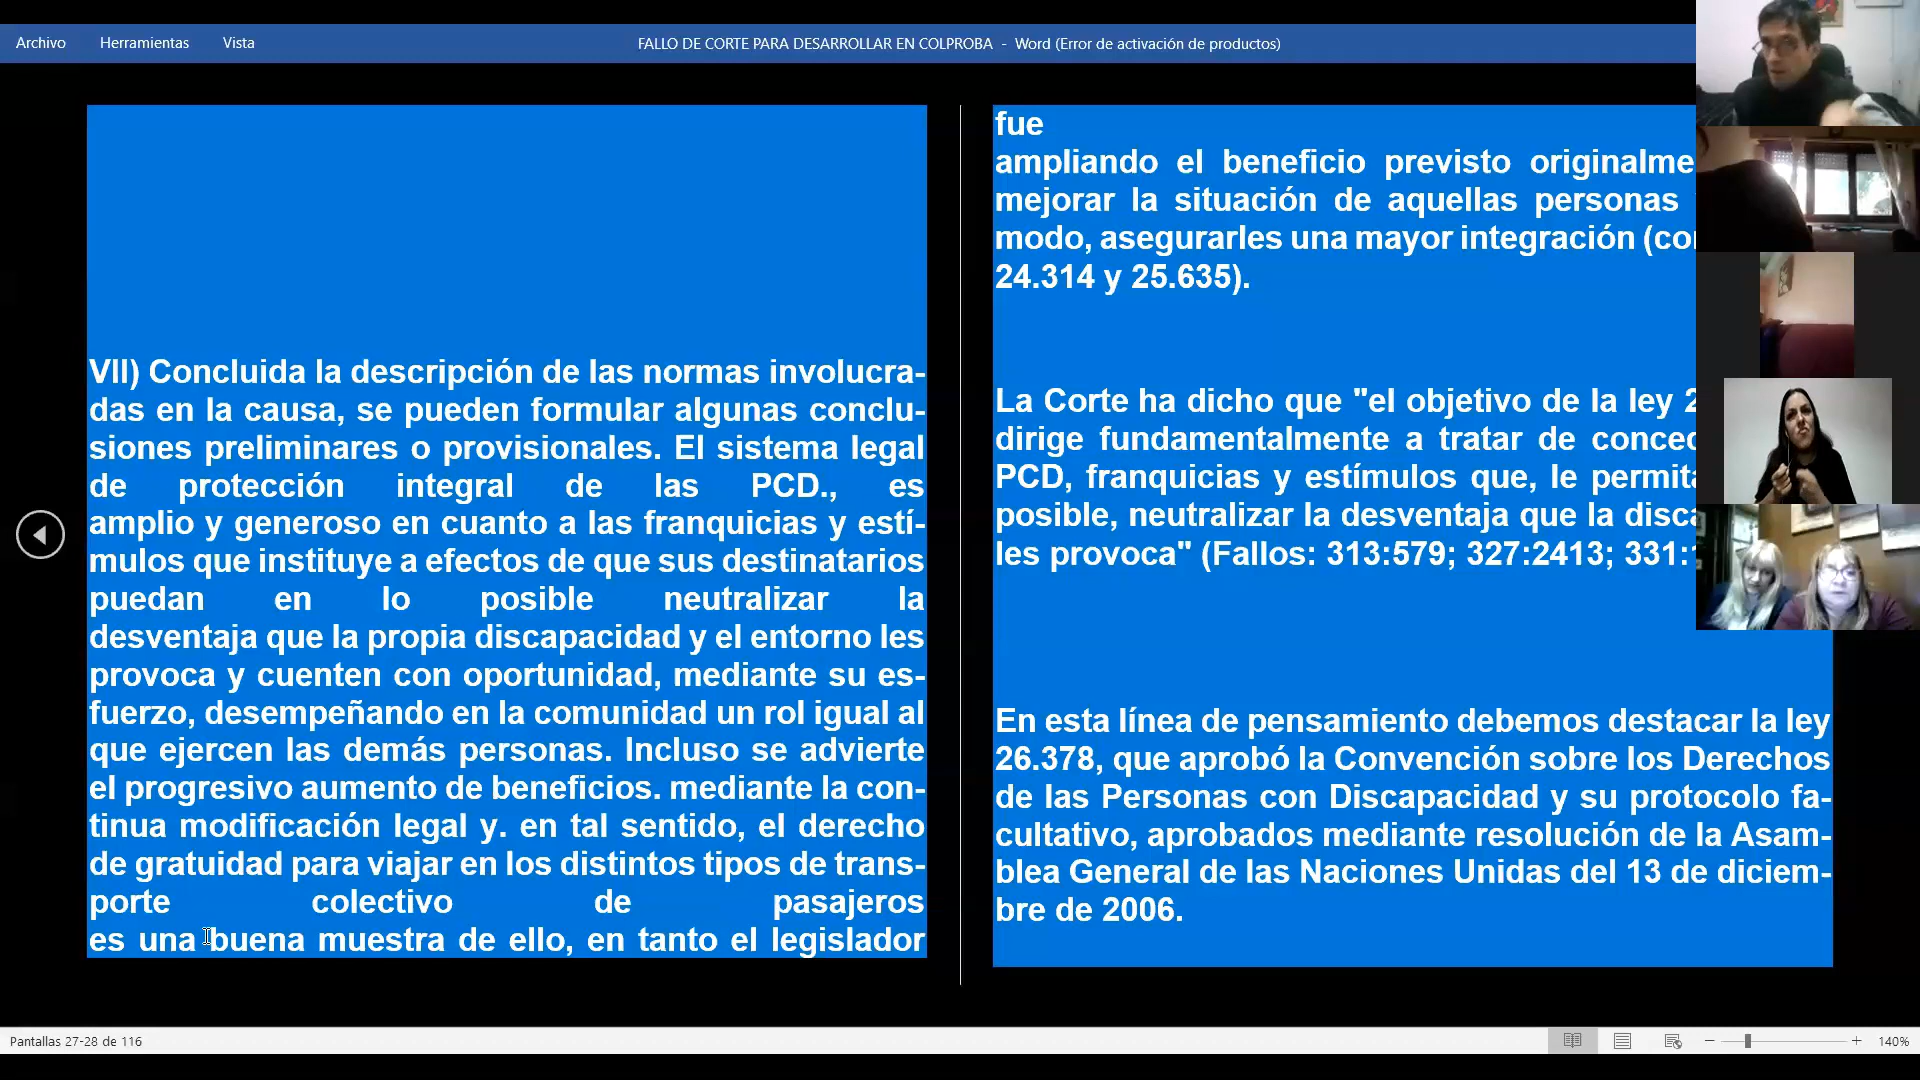 Archivo Herramientas Vista
FALLO DE CORTE PARA DESARROLLAR EN COLPROBA - Word (Error de activación de productos)
VII) Concluida la descripción de las normas involucra-
das en la causa, se pueden formular algunas conclu-
siones preliminares o provisionales. El sistema legal
de protección integral de las PCD., es
amplio y generoso en cuanto a las franquicias y estí-
mulos que instituye a efectos de que sus destinatarios
puedan en lo posible neutralizar la
desventaja que la propia discapacidad y el entorno les
provoca y cuenten con oportunidad, mediante su es-
fuerzo, desempeñando en la comunidad un rol igual al
que ejercen las demás personas. Incluso se advierte
el progresivo aumento de beneficios. mediante la con-
tinua modificación legal y. en tal sentido, el derecho
de gratuidad para viajar en los distintos tipos de trans-
porte colectivo de pasajeros
es una buena muestra de ello, en tanto el legislador
fue
ampliando el beneficio previsto
mejorar la situación de aquellas personas
modo, asegurarles una mayor integración
24.314 y 25.635).
La Corte ha dicho que "el objetivo de la ley
dirige fundamentalmente a tratar de
PCD, franquicias y estímulos que, le
posible, neutralizar la desventaja que la
les provoca" (Fallos: 313:579; 327:2413;
En esta línea de pensamiento debemos destacar la ley
26.378, que aprobó la Convención sobre los Derechos
de las Personas con Discapacidad y su protocolo fa-
cultativo, aprobados mediante resolución de la Asam-
blea General de las Naciones Unidas del 13 de diciem-
bre de 2006.
Pantallas 27-28 de 116
140%